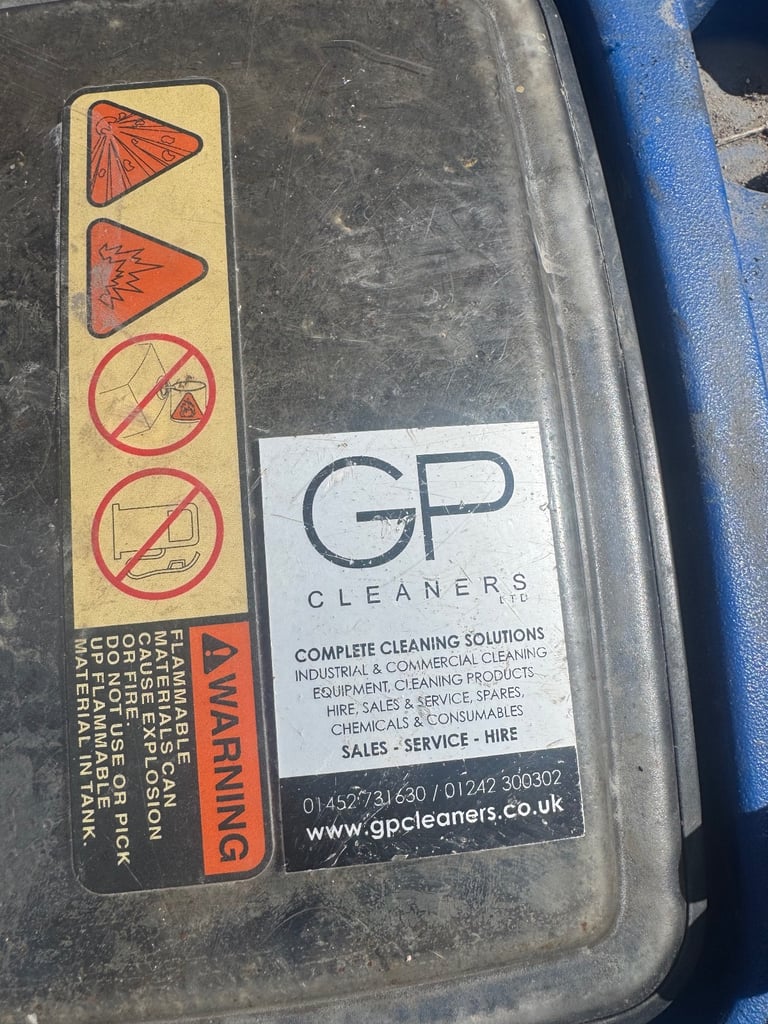 WARNING
FLAMMABLE
MATERIALS CAN
CAUSE EXPLOSION
OR FIRE.
DO NOT USE OR PICK
UP FLAMMABLE
MATERIAL IN TANK.
GP
CLEANERS
LTD
COMPLETE CLEANING SOLUTIONS
INDUSTRIAL & COMMERCIAL CLEANING
EQUIPMENT, CLEANING PRODUCTS
HIRE, SALES & SERVICE, SPARES,
CHEMICALS & CONSUMABLES
SALES - SERVICE - HIRE
01452 731630 / 01242 300302
www.gpcleaners.co.uk